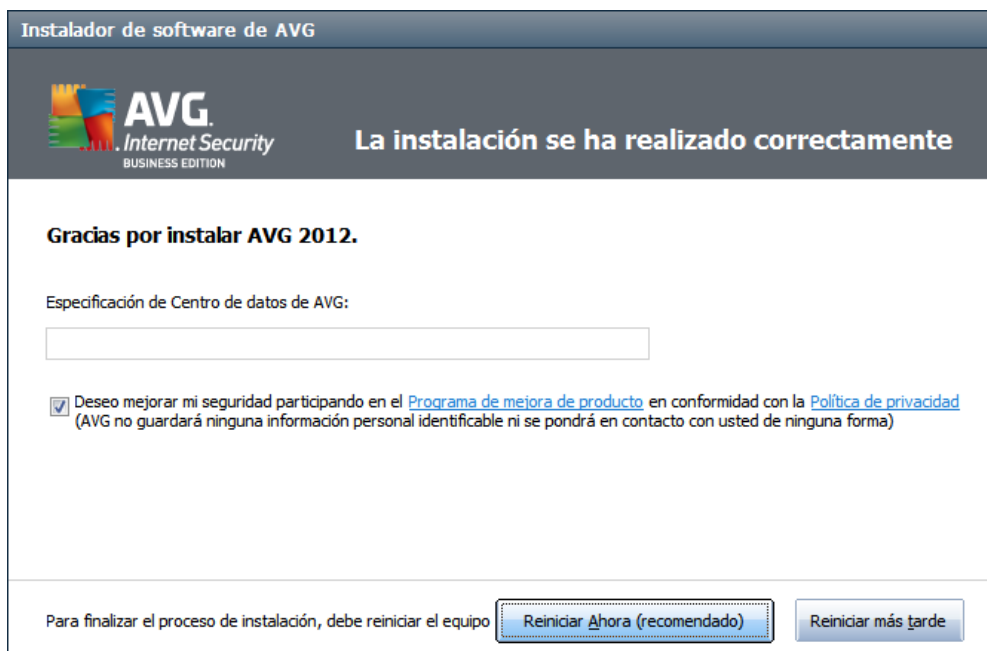 Instalador de software de AVG
AVG.
Internet Security
BUSINESS EDITION
La instalación se ha realizado correctamente
Gracias por instalar AVG 2012.
Especificación de Centro de datos de AVG:
Deseo mejorar mi seguridad participando en el Programa de mejora de producto en conformidad con la Política de privacidad
(AVG no guardará ninguna información personal identificable ni se pondrá en contacto con usted de ninguna forma)
Para finalizar el proceso de instalación, debe reiniciar el equipo
Reiniciar Ahora (recomendado)
Reiniciar más tarde